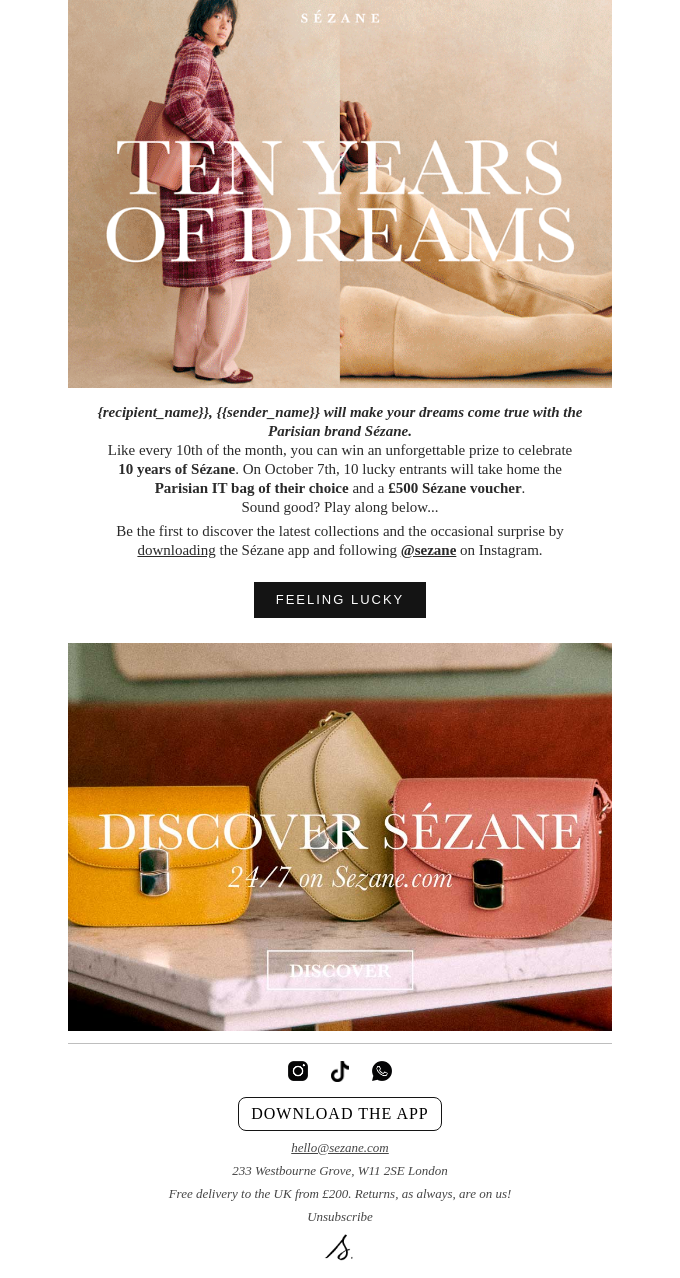 SÉZANE
TEN YEARS
OF DREAMS
{recipient_name}}, {{sender_name}} will make your dreams come true with the
Parisian brand Sézane.
Like every 10th of the month, you can win an unforgettable prize to celebrate
10 years of Sézane. On October 7th, 10 lucky entrants will take home the
Parisian IT bag of their choice and a £500 Sézane voucher.
Sound good? Play along below...
Be the first to discover the latest collections and the occasional surprise by
downloading the Sézane app and following @sezane on Instagram.
FEELING LUCKY
DISCOVER SÉZANE
24/7 on Sezane.com
DISCOVER
DOWNLOAD THE APP
hello@sezane.com
233 Westbourne Grove, W11 2SE London
Free delivery to the UK from £200. Returns, as always, are on us!
Unsubscribe
S.